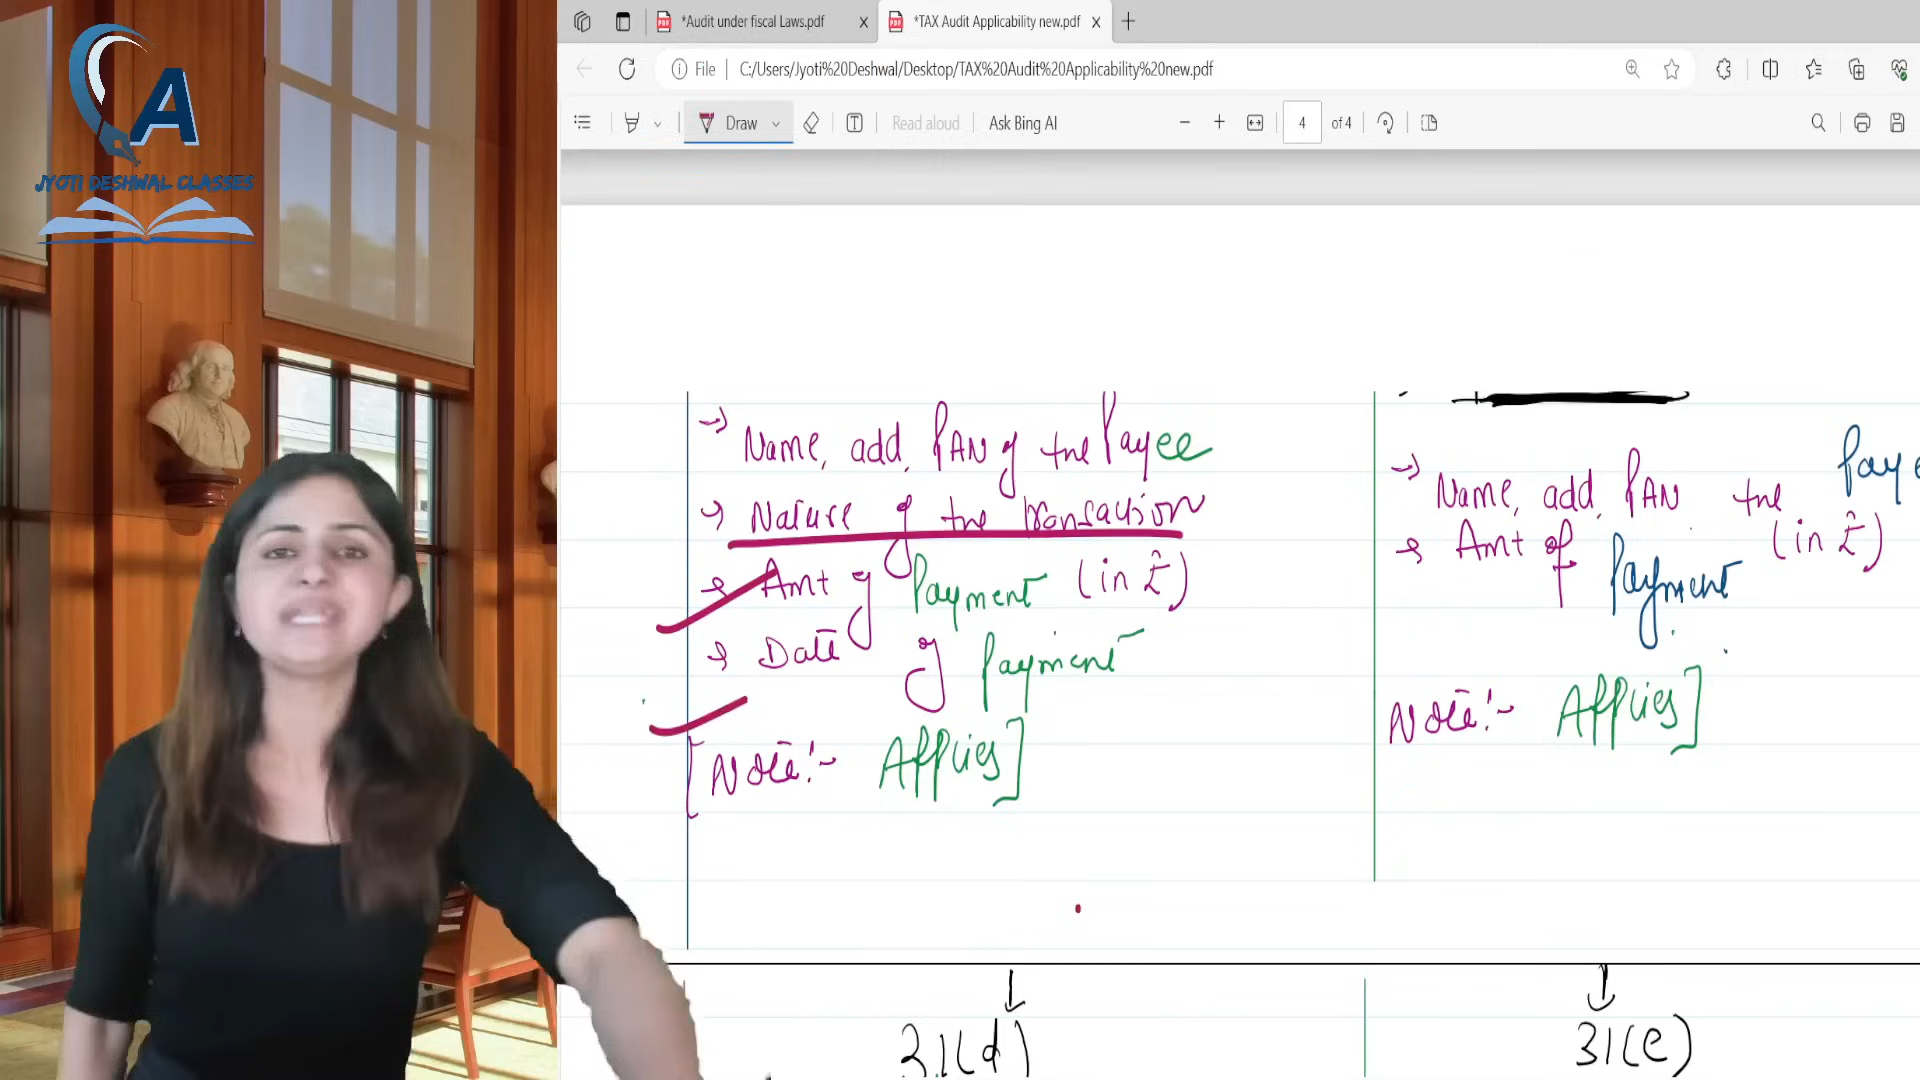 *Audit under fiscal Laws.pdf
*TAX Audit Applicability new.pdf
File
C:/Users/Jyoti%20Deshwal/Desktop/TAX%20Audit%20Applicability%20new.pdf
Draw
Read aloud
Ask Bing AI
4
of 4
CA
JYOTI DESHWAL CLASSES
→ Name, add, PAN of the Payee
→ Nature of the transaction
→ Amt of Payment (in ₹)
→ Date of Payment
[Note:- Applies]
→ Name, add, PAN the
→ Amt of Payment (in ₹)
Note:- Applies]
31(d)
31(e)